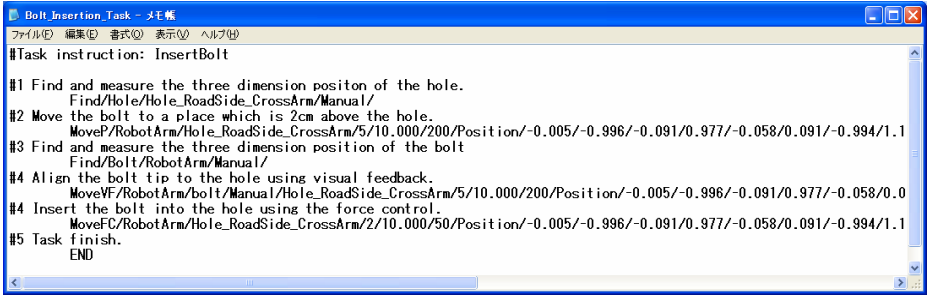 Bolt_Insertion_Task - メモ帳
ファイル(F) 編集(E) 書式(O) 表示(V) ヘルプ(H)
#Task instruction: InsertBolt
#1 Find and measure the three dimension positon of the hole.
Find/Hole/Hole_RoadSide_CrossArm/Manual/
#2 Move the bolt to a place which is 2cm above the hole.
MoveP/RobotArm/Hole_RoadSide_CrossArm/5/10.000/200/Position/-0.005/-0.996/-0.091/0.977/-0.058/0.091/-0.994/1.1
#3 Find and measure the three dimension position of the bolt
Find/Bolt/RobotArm/Manual/
#4 Align the bolt tip to the hole using visual feedback.
MoveVF/RobotArm/bolt/Manual/Hole_RoadSide_CrossArm/5/10.000/200/Position/-0.005/-0.996/-0.091/0.977/-0.058/0.0
#4 Insert the bolt into the hole using the force control.
MoveFC/RobotArm/Hole_RoadSide_CrossArm/2/10.000/50/Position/-0.005/-0.996/-0.091/0.977/-0.058/0.091/-0.994/1.1
#5 Task finish.
END